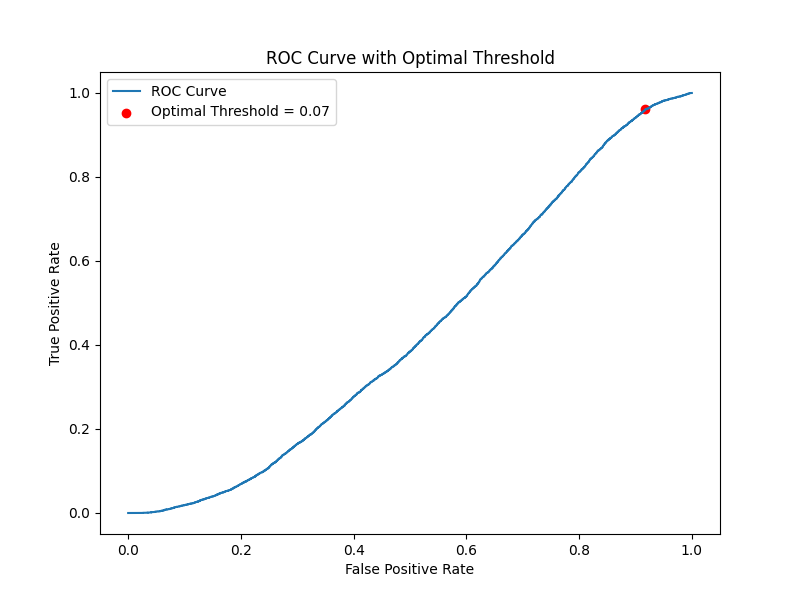 ROC Curve with Optimal Threshold
ROC Curve
Optimal Threshold = 0.07
True Positive Rate
1.0
0.8
0.6
0.4
0.2
0.0
0.0 0.2 0.4 0.6 0.8 1.0
False Positive Rate